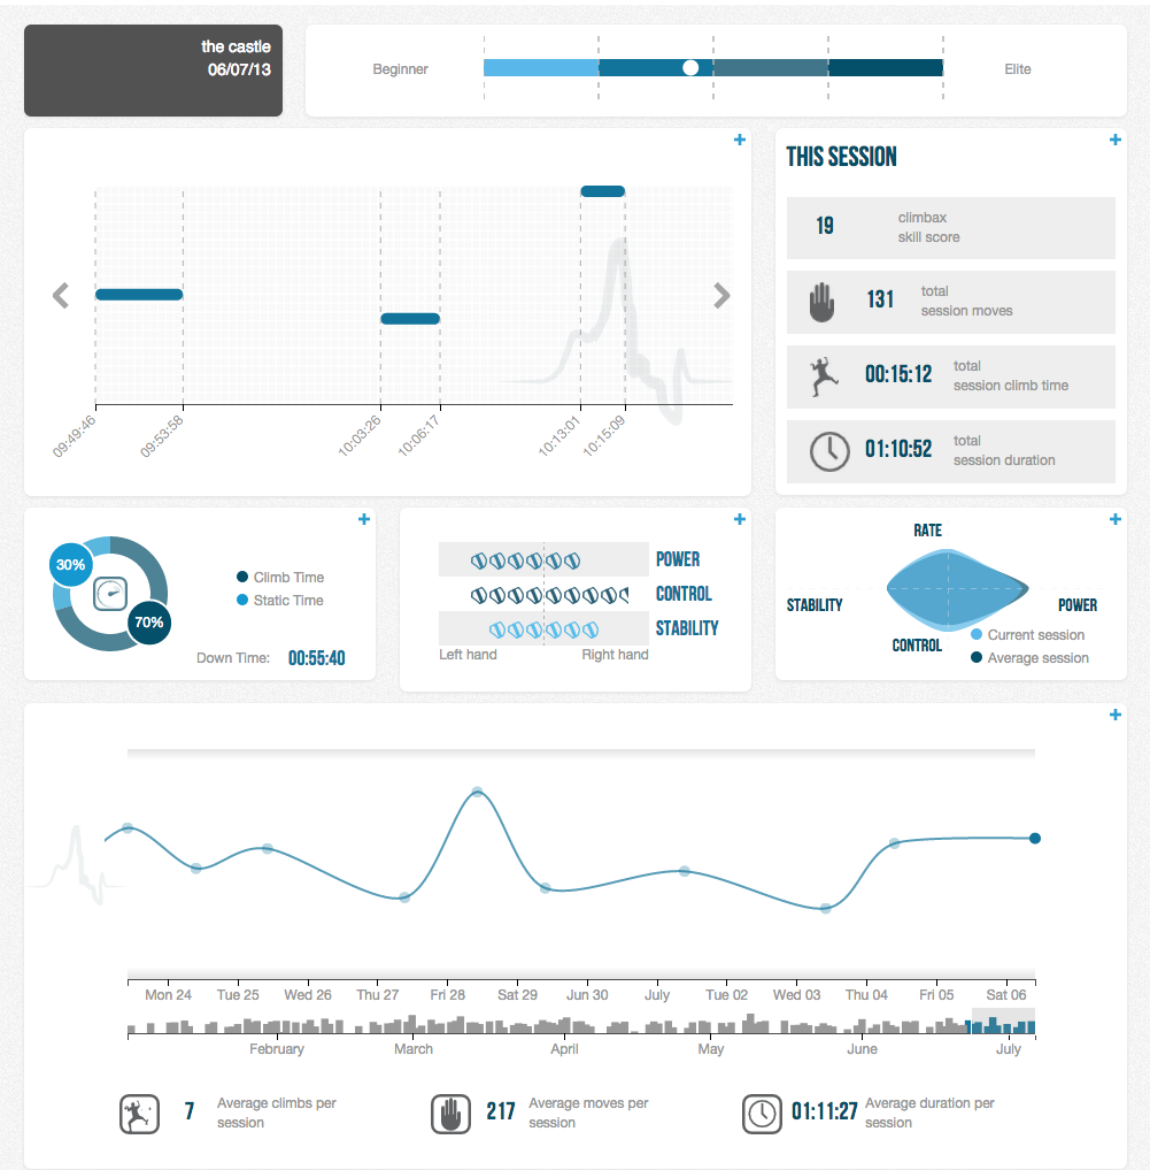 the castle
06/07/13
Beginner
Elite
09:49:46
09:53:58
10:03:26
10:06:17
10:13:01
10:15:09
THIS SESSION
19
climbax
skill score
131
total
session moves
00:15:12
total
session climb time
01:10:52
total
session duration
30%
70%
Climb Time
Static Time
Down Time: 00:55:40
POWER
CONTROL
STABILITY
Left hand Right hand
RATE
STABILITY
POWER
CONTROL
Current session
Average session
Mon 24 Tue 25 Wed 26 Thu 27 Fri 28 Sat 29 Jun 30 July Tue 02 Wed 03 Thu 04 Fri 05 Sat 06
February March April May June July
7
Average climbs per
session
217
Average moves per
session
01:11:27
Average duration per
session